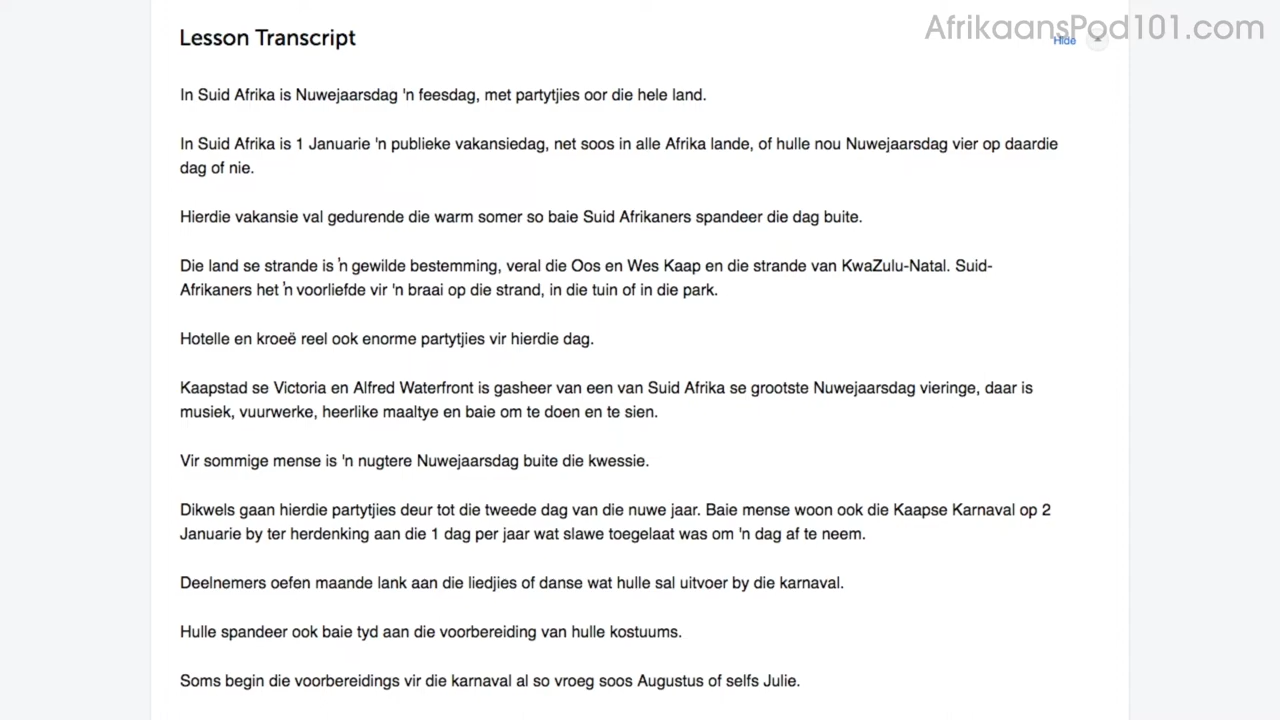 AfrikaansPod101.com
Lesson Transcript
Hide
In Suid Afrika is Nuwejaarsdag 'n feesdag, met partytjies oor die hele land.
In Suid Afrika is 1 Januarie 'n publieke vakansiedag, net soos in alle Afrika lande, of hulle nou Nuwejaarsdag vier op daardie
dag of nie.
Hierdie vakansie val gedurende die warm somer so baie Suid Afrikaners spandeer die dag buite.
Die land se strande is ŉ gewilde bestemming, veral die Oos en Wes Kaap en die strande van KwaZulu-Natal. Suid-
Afrikaners het ŉ voorliefde vir 'n braai op die strand, in die tuin of in die park.
Hotelle en kroeë reel ook enorme partytjies vir hierdie dag.
Kaapstad se Victoria en Alfred Waterfront is gasheer van een van Suid Afrika se grootste Nuwejaarsdag vieringe, daar is
musiek, vuurwerke, heerlike maaltye en baie om te doen en te sien.
Vir sommige mense is 'n nugtere Nuwejaarsdag buite die kwessie.
Dikwels gaan hierdie partytjies deur tot die tweede dag van die nuwe jaar. Baie mense woon ook die Kaapse Karnaval op 2
Januarie by ter herdenking aan die 1 dag per jaar wat slawe toegelaat was om 'n dag af te neem.
Deelnemers oefen maande lank aan die liedjies of danse wat hulle sal uitvoer by die karnaval.
Hulle spandeer ook baie tyd aan die voorbereiding van hulle kostuums.
Soms begin die voorbereidings vir die karnaval al so vroeg soos Augustus of selfs Julie.